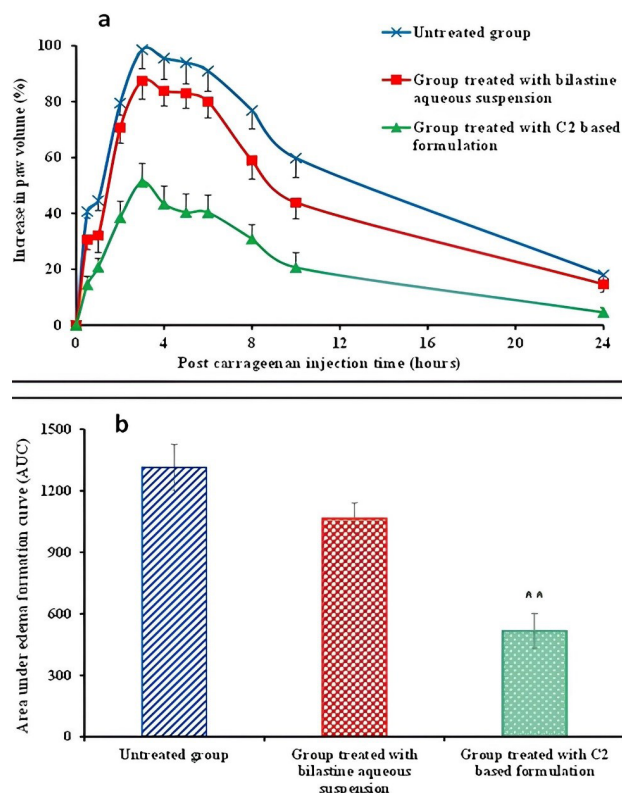 a
Untreated group
Group treated with bilastine
aqueous suspension
Group treated with C2 based
formulation
Increase in paw volume (%)
100
80
60
40
20
0
0 4 8 12 16 20 24
Post carrageenan injection time (hours)
b
Area under edema formation curve (AUC)
1500
1200
900
600
300
0
^ ^
Untreated group
Group treated with
bilastine aqueous
suspension
Group treated with C2
based formulation